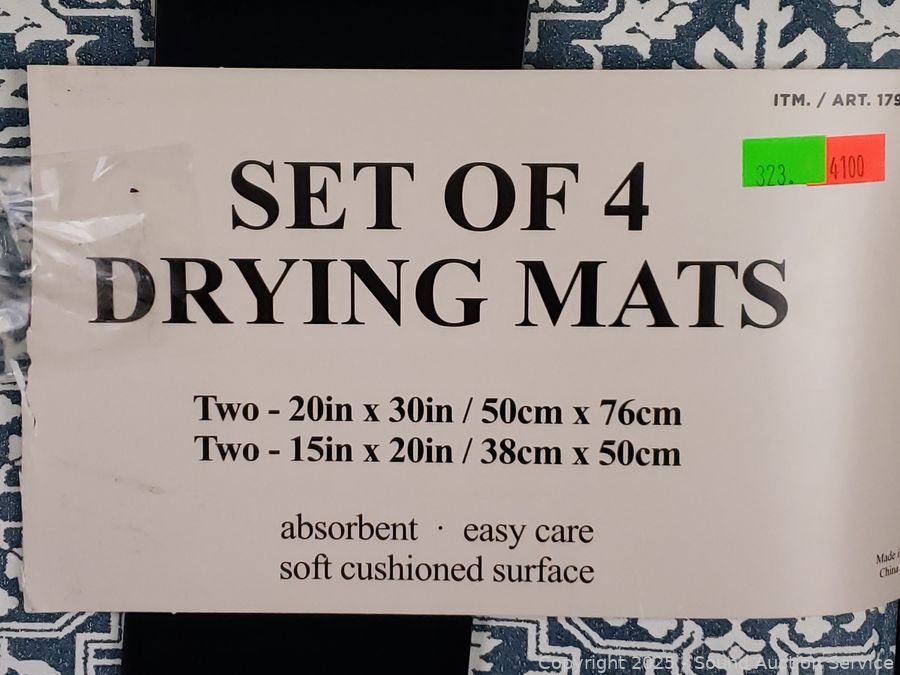 ITM. / ART. 179
323.
4100
SET OF 4
DRYING MATS
Two - 20in x 30in / 50cm x 76cm
Two - 15in x 20in / 38cm x 50cm
absorbent · easy care
soft cushioned surface
Made i
China
Copyright 2023 - Sound Auction Service